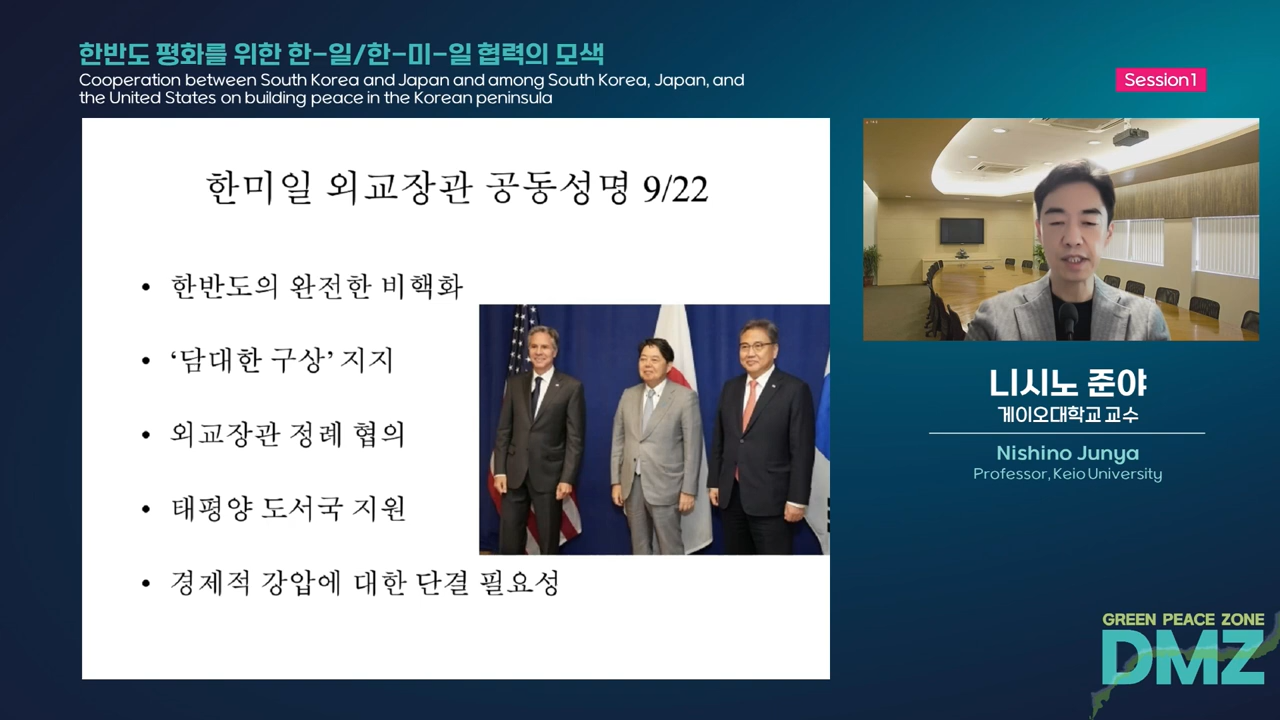 한반도 평화를 위한 한-일/한-미-일 협력의 모색
Cooperation between South Korea and Japan and among South Korea, Japan, and
the United States on building peace in the Korean peninsula
Session1
한미일 외교장관 공동성명 9/22
• 한반도의 완전한 비핵화
• ‘담대한 구상’ 지지
• 외교장관 정례 협의
• 태평양 도서국 지원
• 경제적 강압에 대한 단결 필요성
니시노 준야
게이오대학교 교수
Nishino Junya
Professor, Keio University
GREEN PEACE ZONE
DMZ